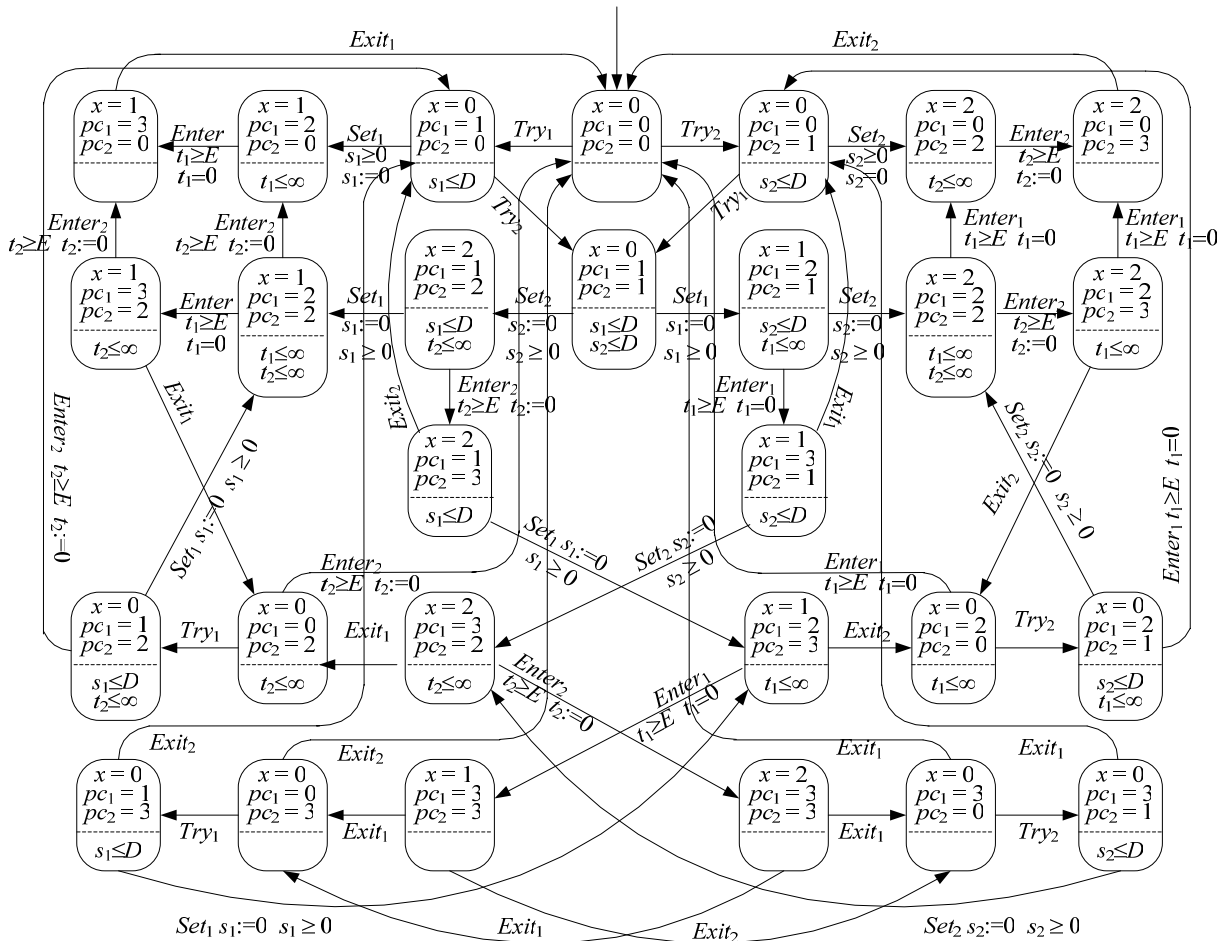 Exit₁
Exit₂
x = 1
pc₁ = 3
pc₂ = 0
Enter
t₁≥E
t₁=0
x = 1
pc₁ = 2
pc₂ = 0
t₁≤∞
Set₁
s₁≥0
s₁:=0
x = 0
pc₁ = 1
pc₂ = 0
s₁≤D
Try₁
x = 0
pc₁ = 0
pc₂ = 0
Try₂
x = 0
pc₁ = 0
pc₂ = 1
s₂≤D
Set₂
s₂≥0
s₂=0
x = 2
pc₁ = 0
pc₂ = 2
t₂≤∞
Enter₂
t₂≥E
t₂:=0
x = 2
pc₁ = 0
pc₂ = 3
Enter₂
t₂≥E t₂:=0
Enter₂
t₂≥E t₂:=0
Try₂
Try₁
Enter₁
t₁≥E t₁=0
Enter₁
t₁≥E t₁=0
x = 1
pc₁ = 3
pc₂ = 2
t₂≤∞
Enter
t₁≥E
t₁=0
x = 1
pc₁ = 2
pc₂ = 2
t₁≤∞
t₂≤∞
Set₁
s₁:=0
s₁ ≥ 0
x = 2
pc₁ = 1
pc₂ = 2
s₁≤D
t₂≤∞
Set₂
s₂:=0
s₂ ≥ 0
x = 0
pc₁ = 1
pc₂ = 1
s₁≤D
s₂≤D
Set₁
s₁:=0
s₁ ≥ 0
x = 1
pc₁ = 2
pc₂ = 1
s₂≤D
t₁≤∞
Set₂
s₂:=0
s₂ ≥ 0
x = 2
pc₁ = 2
pc₂ = 2
t₁≤∞
t₂≤∞
Enter₂
t₂≥E
t₂:=0
x = 2
pc₁ = 2
pc₂ = 3
t₁≤∞
Exit₁
Exit₂
Enter₂
t₂≥E t₂:=0
Enter₁
t₁≥E t₁=0
Exit₁
Enter₂ t₂≥E t₂:=0
Set₁ s₁:=0 s₁ ≥ 0
x = 2
pc₁ = 1
pc₂ = 3
s₁≤D
x = 1
pc₁ = 3
pc₂ = 1
s₂≤D
Set₂ s₂:=0 s₂ ≥ 0
Exit₂
Enter₁ t₁≥E t₁=0
Set₁ s₁:=0
s₁ ≥ 0
Set₂ s₂:=0
s₂ ≥ 0
Enter₂
t₂≥E t₂:=0
Enter₁
t₁≥E t₁=0
x = 0
pc₁ = 1
pc₂ = 2
s₁≤D
t₂≤∞
Try₁
x = 0
pc₁ = 0
pc₂ = 2
t₂≤∞
Exit₁
x = 2
pc₁ = 3
pc₂ = 2
t₂≤∞
x = 1
pc₁ = 2
pc₂ = 3
t₁≤∞
Exit₂
x = 0
pc₁ = 2
pc₂ = 0
t₁≤∞
Try₂
x = 0
pc₁ = 2
pc₂ = 1
s₂≤D
t₁≤∞
Enter₂
t₂≥E t₂:=0
Enter₁
t₁≥E t₁=0
Exit₂
Exit₂
Exit₁
Exit₁
x = 0
pc₁ = 1
pc₂ = 3
s₁≤D
Try₁
x = 0
pc₁ = 0
pc₂ = 3
Exit₁
x = 1
pc₁ = 3
pc₂ = 3
x = 2
pc₁ = 3
pc₂ = 3
Exit₁
x = 0
pc₁ = 3
pc₂ = 0
Try₂
x = 0
pc₁ = 3
pc₂ = 1
s₂≤D
Set₁ s₁:=0 s₁ ≥ 0
Exit₁
Exit₂
Set₂ s₂:=0 s₂ ≥ 0